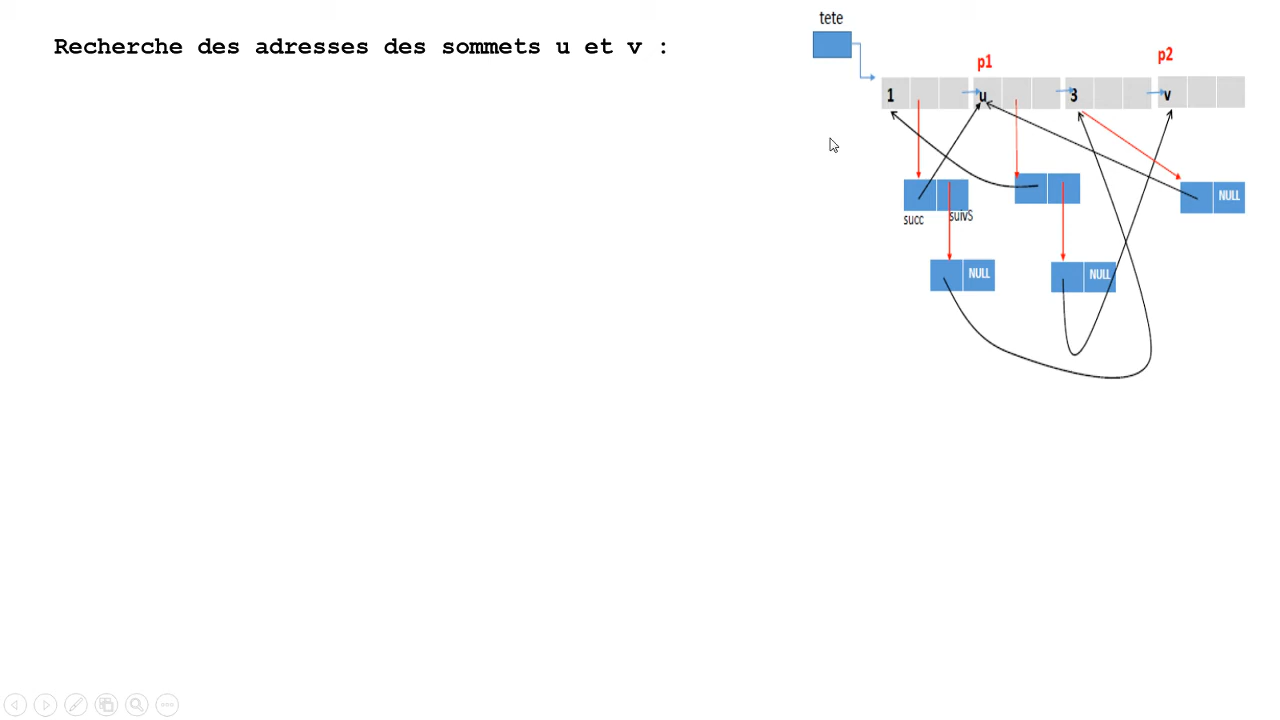 Recherche des adresses des sommets u et v :
tete
p1
p2
1
u
3
v
succ
suivS
NULL
NULL
NULL